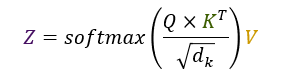 Z = softmax(Q × K^T / √d_k)V